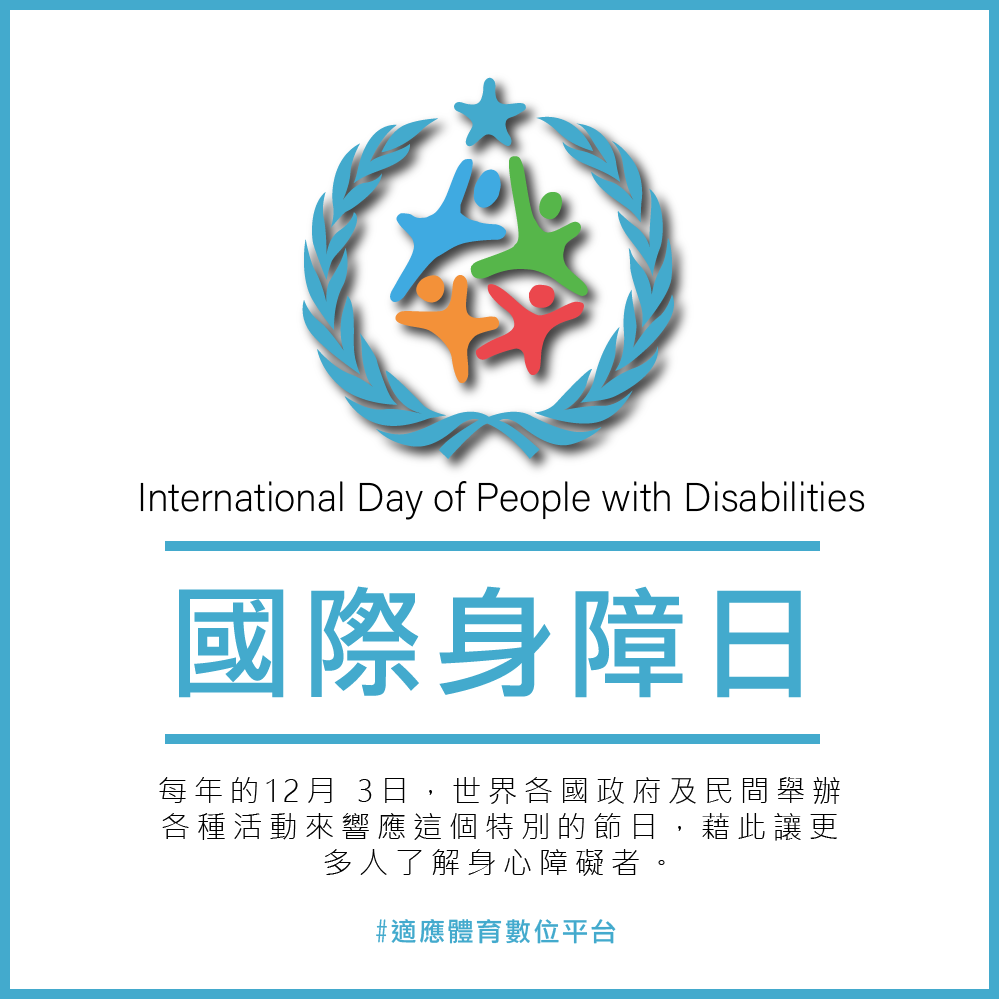 International Day of People with Disabilities
國際身障日
每年的12月 3日，世界各國政府及民間舉辦
各種活動來響應這個特別的節日，藉此讓更
多人了解身心障礙者。
#適應體育數位平台